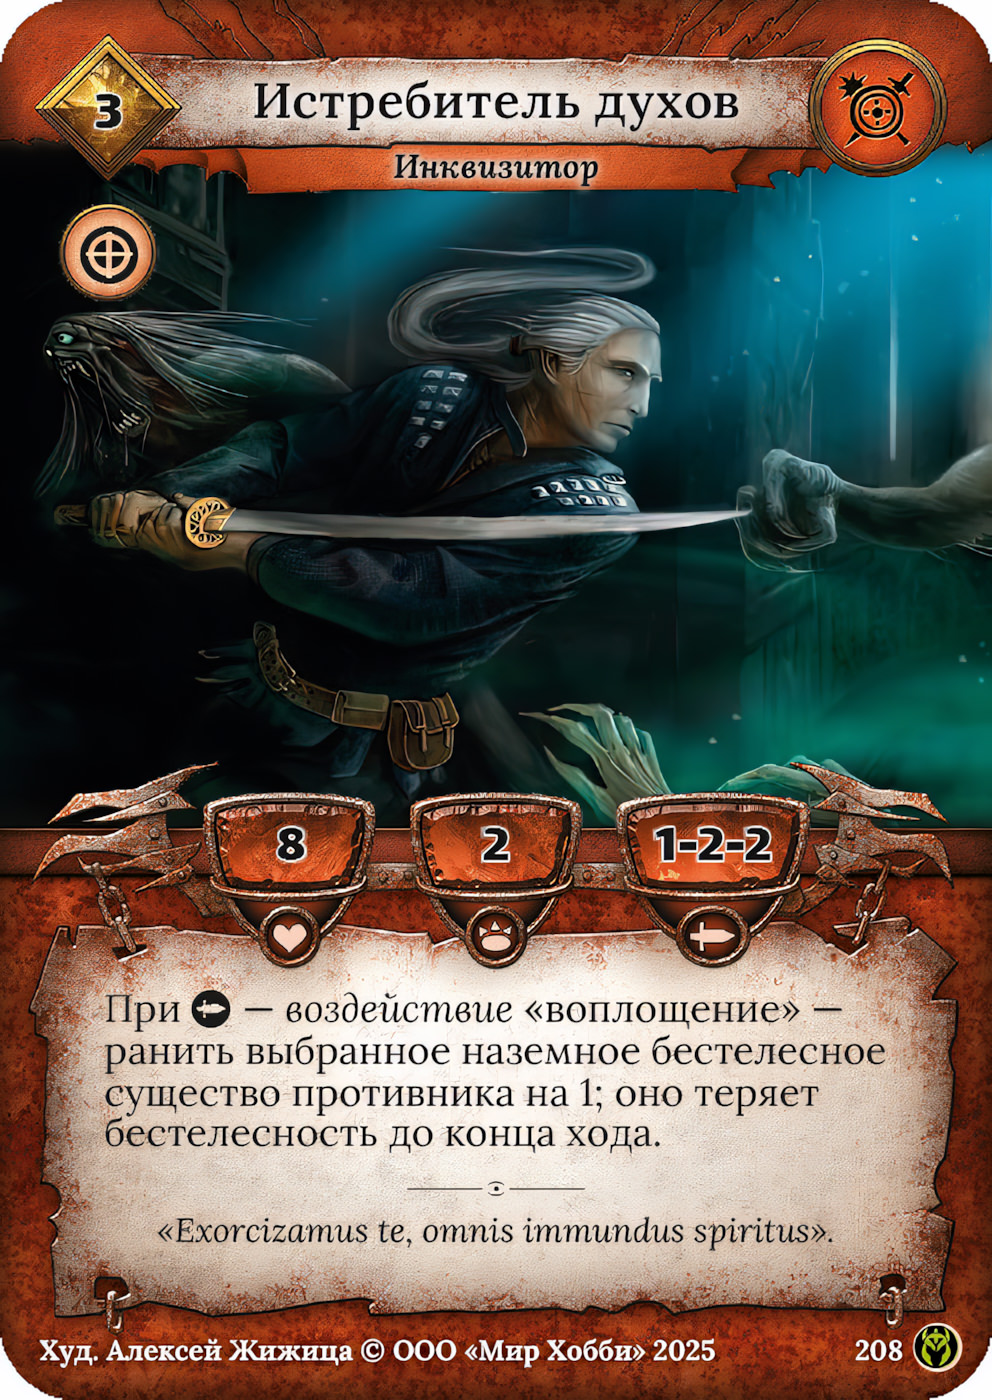 3
Истребитель духов
Инквизитор
8
2
1-2-2
При — воздействие «воплощение» —
ранить выбранное наземное бестелесное
существо противника на 1; оно теряет
бестелесность до конца хода.
«Exorcizamus te, omnis immundus spiritus».
Худ. Алексей Жижица © ООО «Мир Хобби» 2025
208